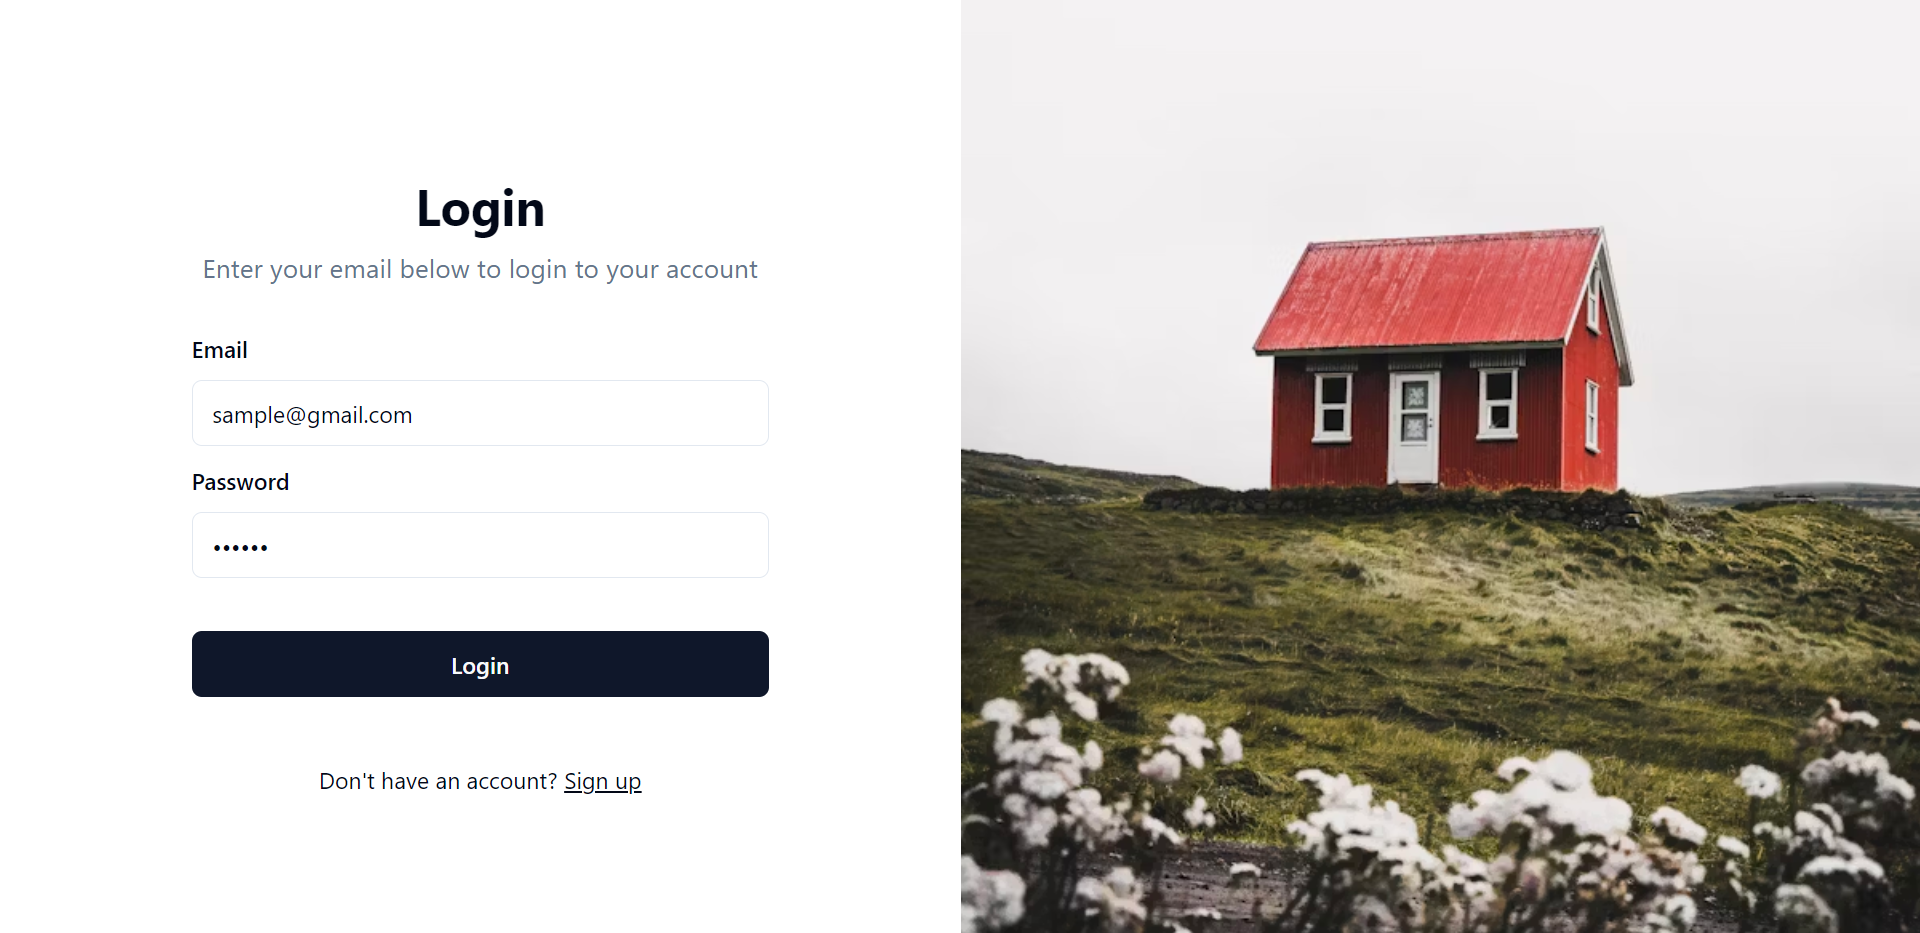 Login
Enter your email below to login to your account
Email
sample@gmail.com
Password
••••••
Login
Don't have an account? Sign up